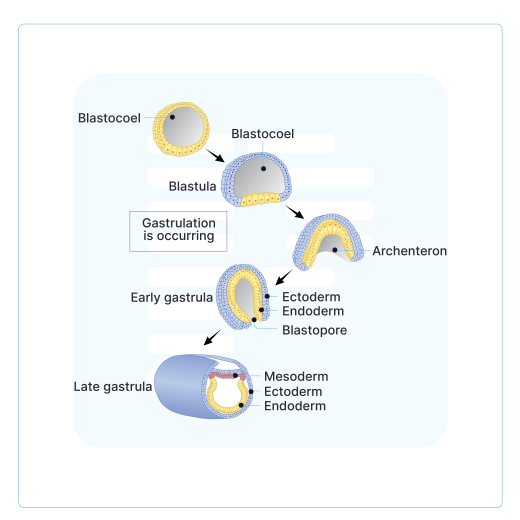 Blastocoel
Blastocoel
Blastula
Gastrulation
is occurring
Archenteron
Early gastrula
Ectoderm
Endoderm
Blastopore
Mesoderm
Late gastrula
Ectoderm
Endoderm